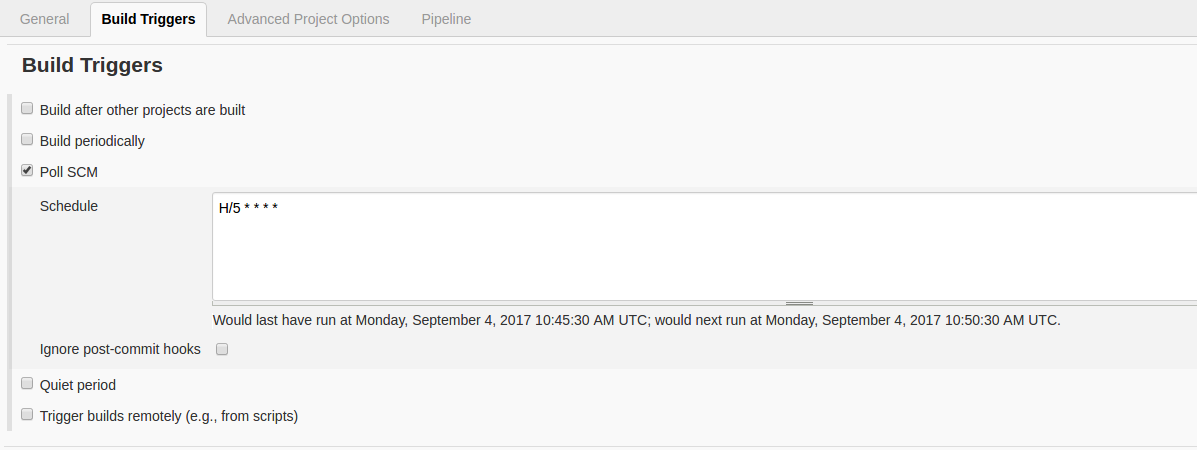 General Build Triggers Advanced Project Options Pipeline
Build Triggers
Build after other projects are built
Build periodically
Poll SCM
Schedule H/5 * * * *
Would last have run at Monday, September 4, 2017 10:45:30 AM UTC; would next run at Monday, September 4, 2017 10:50:30 AM UTC.
Ignore post-commit hooks
Quiet period
Trigger builds remotely (e.g., from scripts)